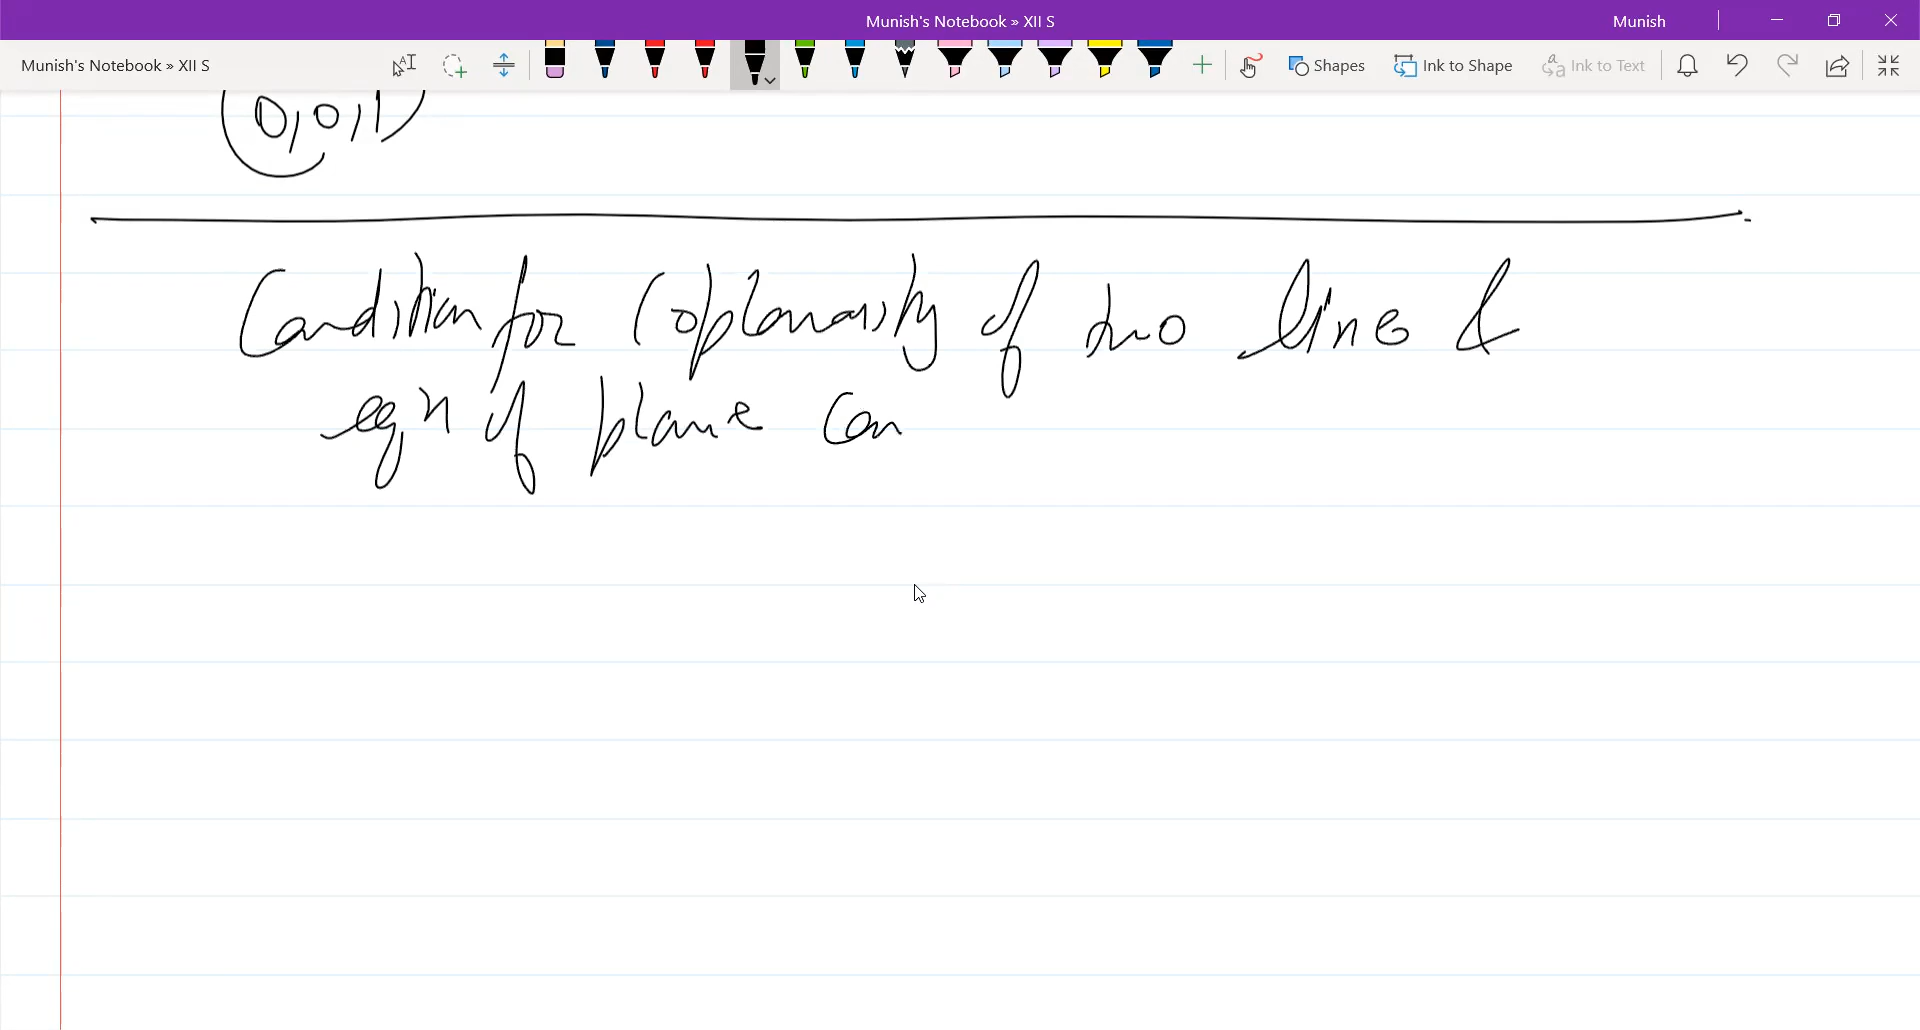 Munish's Notebook » XII S
Munish
Munish's Notebook » XII S
Shapes
Ink to Shape
Ink to Text
0,0,1)
Condition for Coplanarity of two lines &
eqn of plane con